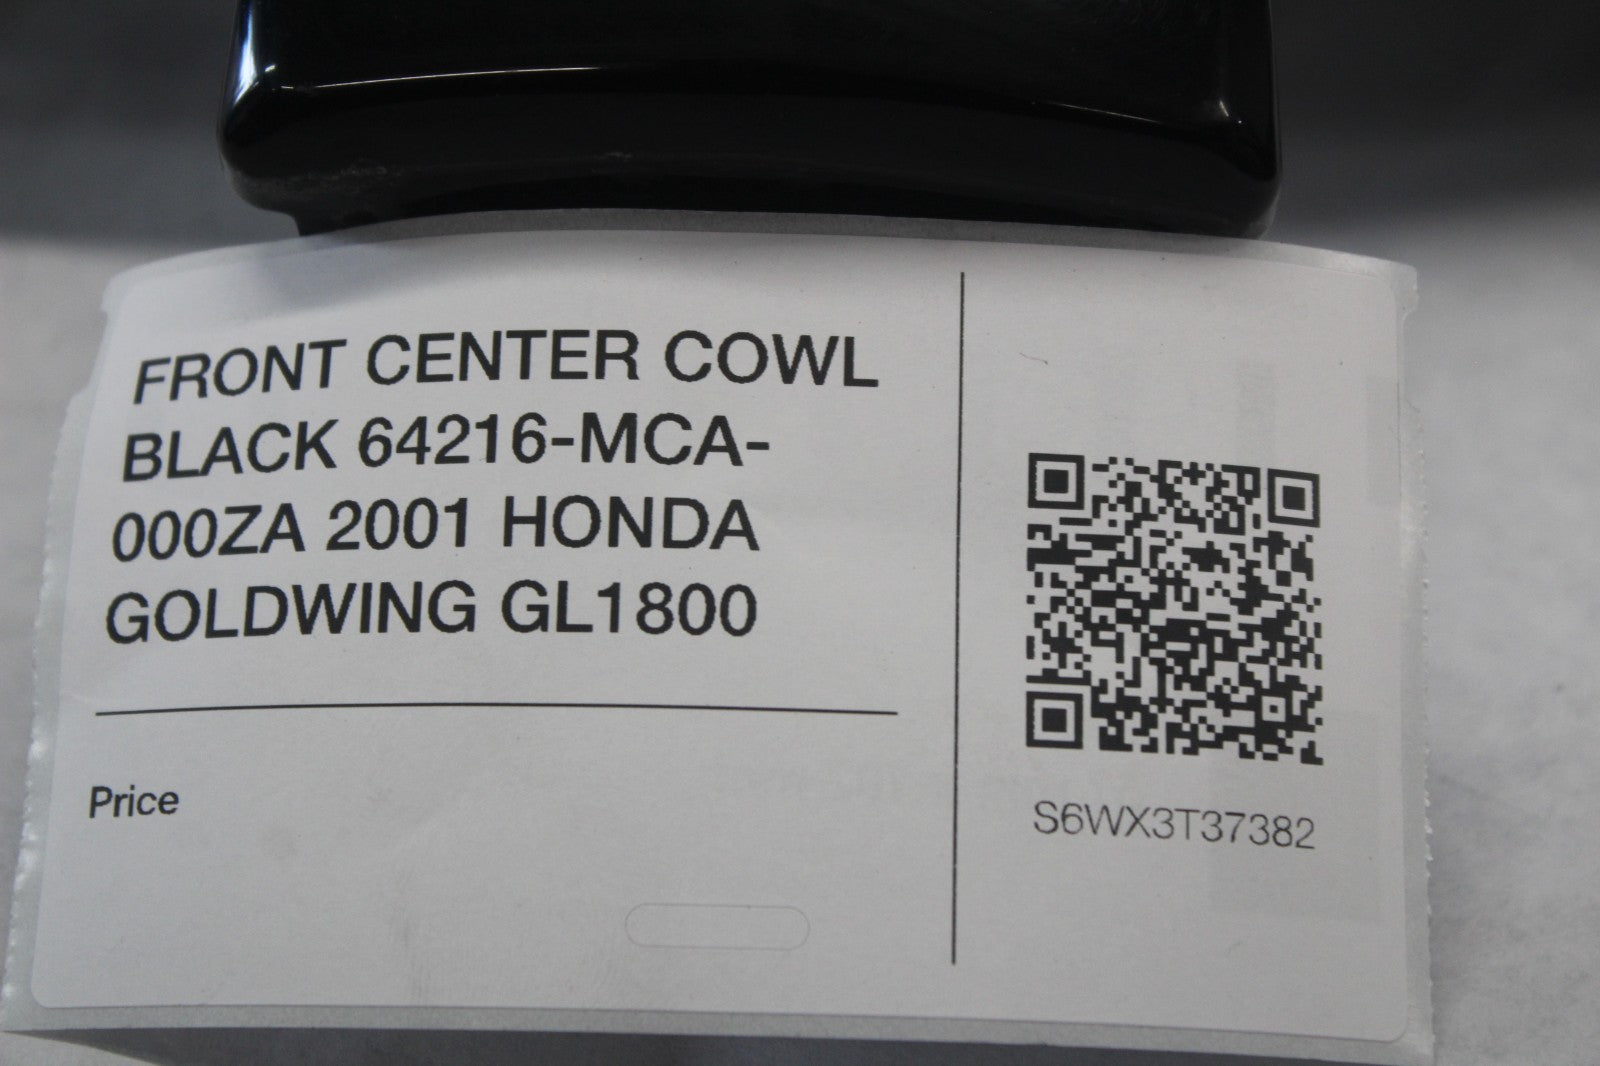 FRONT CENTER COWL
BLACK 64216-MCA-
000ZA 2001 HONDA
GOLDWING GL1800
Price
S6WX3T37382